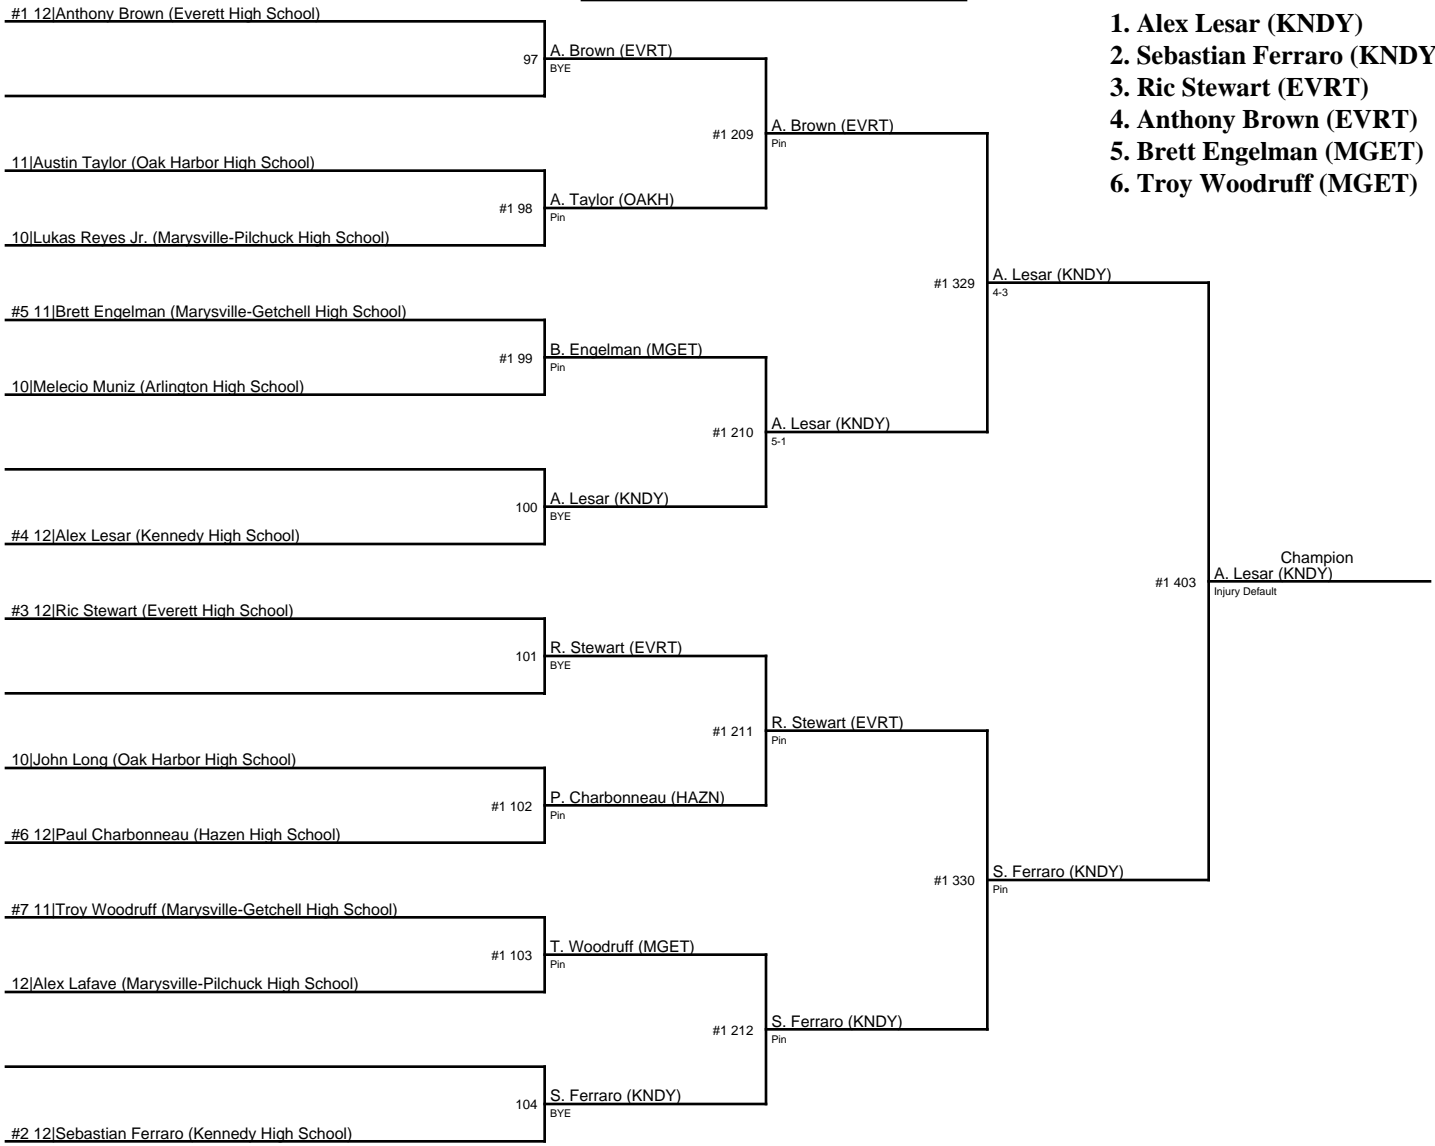 #1 12|Anthony Brown (Everett High School)
97
A. Brown (EVRT)
BYE
#1 209
A. Brown (EVRT)
Pin
11|Austin Taylor (Oak Harbor High School)
#1 98
A. Taylor (OAKH)
Pin
10|Lukas Reyes Jr. (Marysville-Pilchuck High School)
#1 329
A. Lesar (KNDY)
4-3
#5 11|Brett Engelman (Marysville-Getchell High School)
#1 99
B. Engelman (MGET)
Pin
10|Melecio Muniz (Arlington High School)
#1 210
A. Lesar (KNDY)
5-1
100
A. Lesar (KNDY)
BYE
#4 12|Alex Lesar (Kennedy High School)
#1 403
Champion
A. Lesar (KNDY)
Injury Default
#3 12|Ric Stewart (Everett High School)
101
R. Stewart (EVRT)
BYE
#1 211
R. Stewart (EVRT)
Pin
10|John Long (Oak Harbor High School)
#1 102
P. Charbonneau (HAZN)
Pin
#6 12|Paul Charbonneau (Hazen High School)
#1 330
S. Ferraro (KNDY)
Pin
#7 11|Troy Woodruff (Marysville-Getchell High School)
#1 103
T. Woodruff (MGET)
Pin
12|Alex Lafave (Marysville-Pilchuck High School)
#1 212
S. Ferraro (KNDY)
Pin
104
S. Ferraro (KNDY)
BYE
#2 12|Sebastian Ferraro (Kennedy High School)
1. Alex Lesar (KNDY)
2. Sebastian Ferraro (KNDY
3. Ric Stewart (EVRT)
4. Anthony Brown (EVRT)
5. Brett Engelman (MGET)
6. Troy Woodruff (MGET)